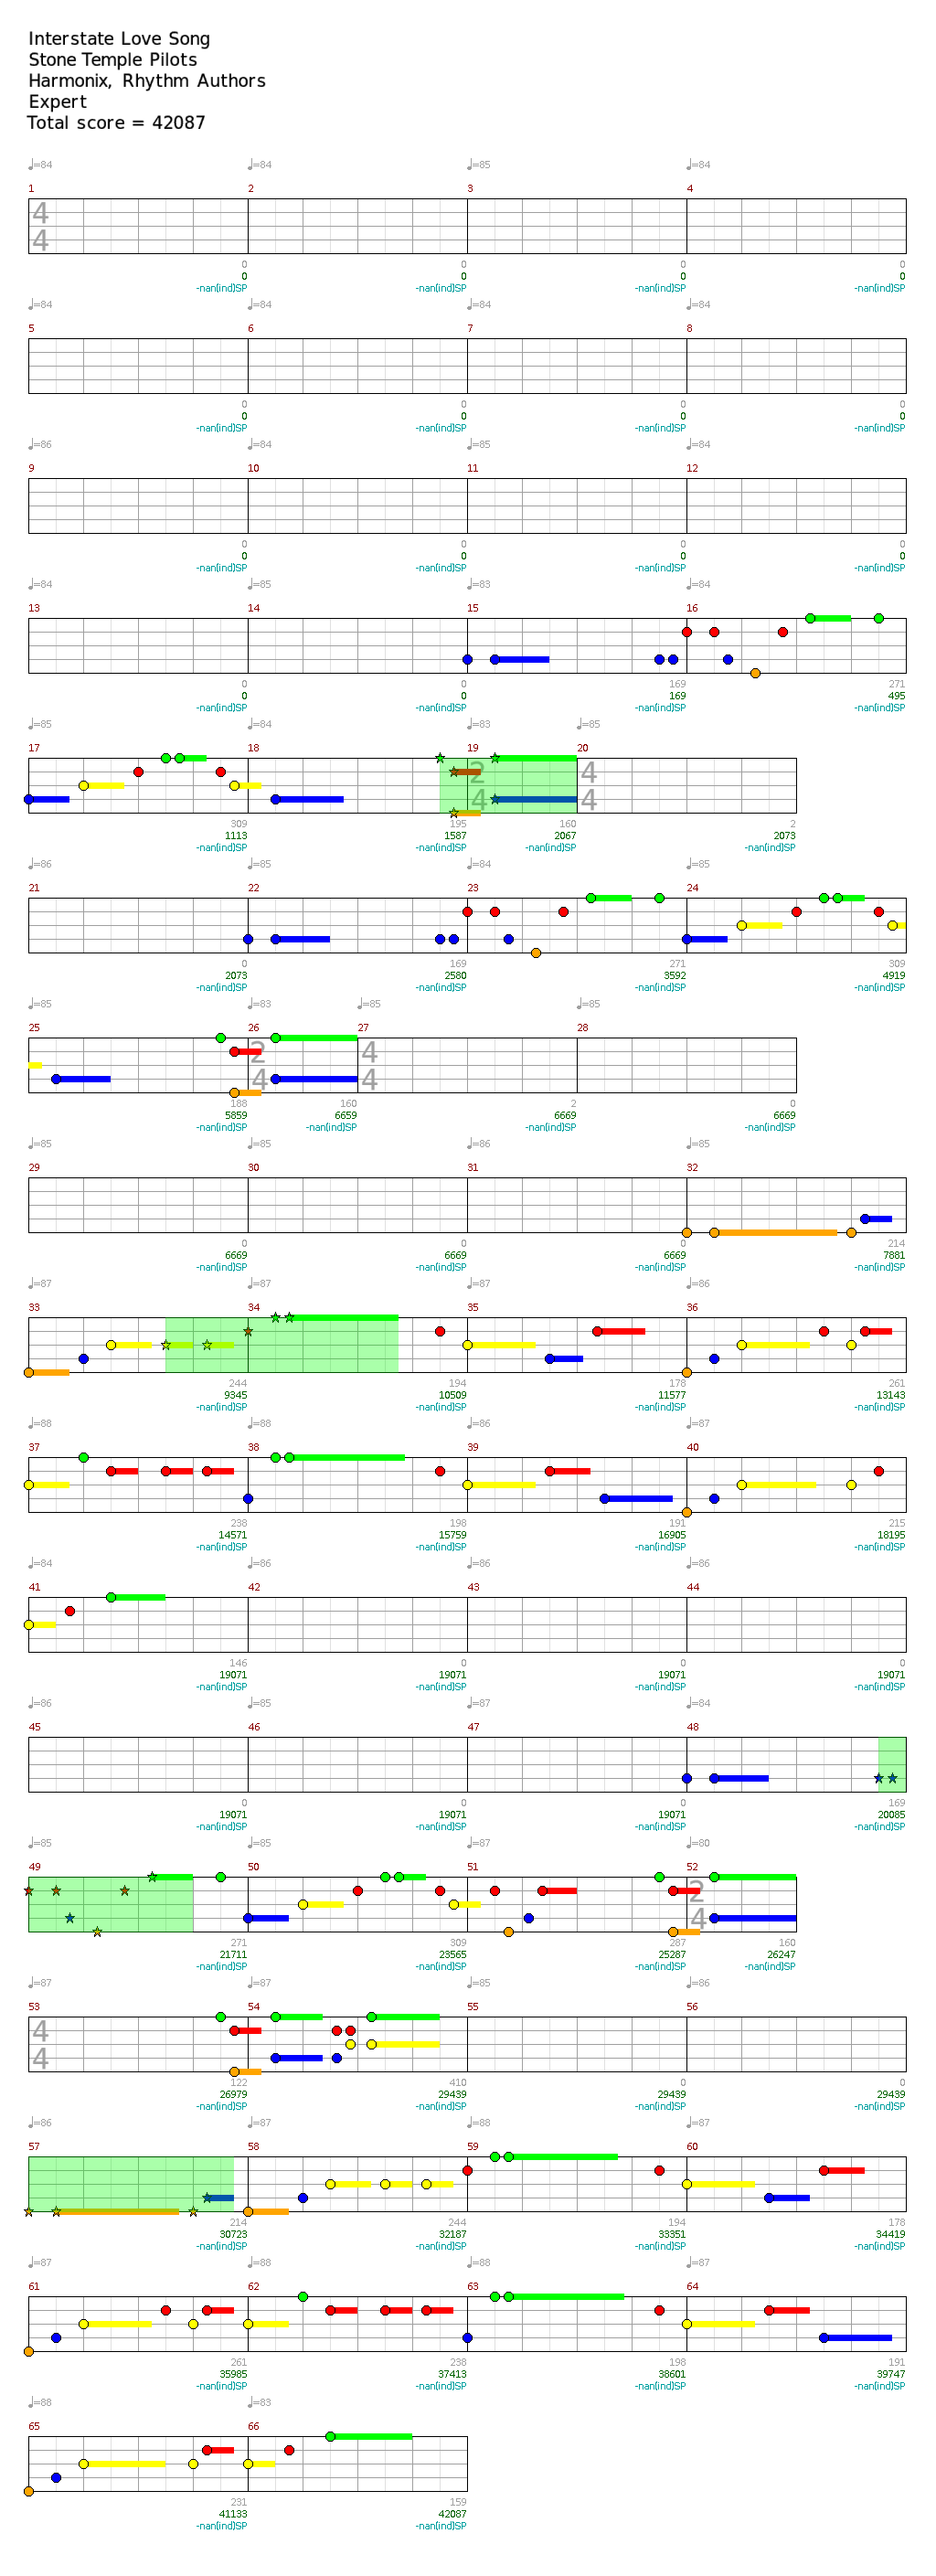 Interstate Love Song
Stone Temple Pilots
Harmonix, Rhythm Authors
Expert
Total score = 42087
♩=84 ♩=84 ♩=85 ♩=84
1 2 3 4
4
4
0 0 0 0
0 0 0 0
-nan(ind)SP -nan(ind)SP -nan(ind)SP -nan(ind)SP
♩=84 ♩=84 ♩=84 ♩=84
5 6 7 8
0 0 0 0
0 0 0 0
-nan(ind)SP -nan(ind)SP -nan(ind)SP -nan(ind)SP
♩=86 ♩=84 ♩=85 ♩=84
9 10 11 12
0 0 0 0
0 0 0 0
-nan(ind)SP -nan(ind)SP -nan(ind)SP -nan(ind)SP
♩=84 ♩=85 ♩=83 ♩=84
13 14 15 16
0 0 169 271
0 0 169 495
-nan(ind)SP -nan(ind)SP -nan(ind)SP -nan(ind)SP
♩=85 ♩=84 ♩=83 ♩=85
17 18 19 20
2 4
4 4
309 195 160 2
1113 1587 2067 2073
-nan(ind)SP -nan(ind)SP -nan(ind)SP -nan(ind)SP
♩=86 ♩=85 ♩=84 ♩=85
21 22 23 24
0 169 271 309
2073 2580 3592 4919
-nan(ind)SP -nan(ind)SP -nan(ind)SP -nan(ind)SP
♩=85 ♩=83 ♩=85 ♩=85
25 26 27 28
2 4
4 4
188 160 2 0
5859 6659 6669 6669
-nan(ind)SP -nan(ind)SP -nan(ind)SP -nan(ind)SP
♩=85 ♩=85 ♩=86 ♩=85
29 30 31 32
0 0 0 214
6669 6669 6669 7881
-nan(ind)SP -nan(ind)SP -nan(ind)SP -nan(ind)SP
♩=87 ♩=87 ♩=87 ♩=86
33 34 35 36
244 194 178 261
9345 10509 11577 13143
-nan(ind)SP -nan(ind)SP -nan(ind)SP -nan(ind)SP
♩=88 ♩=88 ♩=86 ♩=87
37 38 39 40
238 198 191 215
14571 15759 16905 18195
-nan(ind)SP -nan(ind)SP -nan(ind)SP -nan(ind)SP
♩=84 ♩=86 ♩=86 ♩=86
41 42 43 44
146 0 0 0
19071 19071 19071 19071
-nan(ind)SP -nan(ind)SP -nan(ind)SP -nan(ind)SP
♩=86 ♩=85 ♩=87 ♩=84
45 46 47 48
0 0 0 169
19071 19071 19071 20085
-nan(ind)SP -nan(ind)SP -nan(ind)SP -nan(ind)SP
♩=85 ♩=85 ♩=87 ♩=80
49 50 51 52
2
4
271 309 287 160
21711 23565 25287 26247
-nan(ind)SP -nan(ind)SP -nan(ind)SP -nan(ind)SP
♩=87 ♩=87 ♩=85 ♩=86
53 54 55 56
4
4
122 410 0 0
26979 29439 29439 29439
-nan(ind)SP -nan(ind)SP -nan(ind)SP -nan(ind)SP
♩=86 ♩=87 ♩=88 ♩=87
57 58 59 60
214 244 194 178
30723 32187 33351 34419
-nan(ind)SP -nan(ind)SP -nan(ind)SP -nan(ind)SP
♩=87 ♩=88 ♩=88 ♩=87
61 62 63 64
261 238 198 191
35985 37413 38601 39747
-nan(ind)SP -nan(ind)SP -nan(ind)SP -nan(ind)SP
♩=88 ♩=83
65 66
231 159
41133 42087
-nan(ind)SP -nan(ind)SP